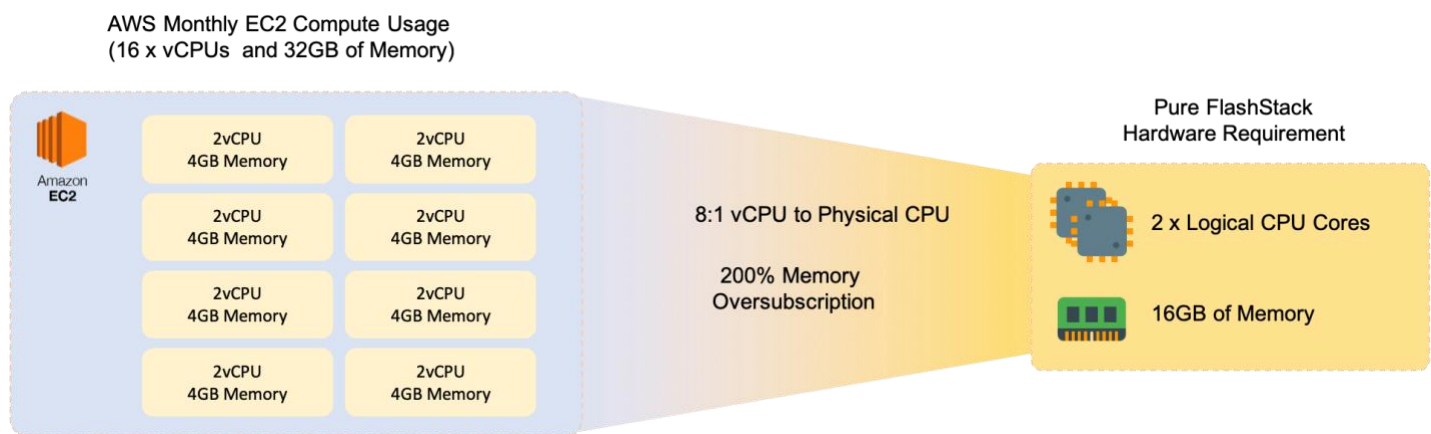 AWS Monthly EC2 Compute Usage
(16 x vCPUs and 32GB of Memory)
Amazon
EC2
2vCPU
4GB Memory
2vCPU
4GB Memory
2vCPU
4GB Memory
2vCPU
4GB Memory
2vCPU
4GB Memory
2vCPU
4GB Memory
2vCPU
4GB Memory
2vCPU
4GB Memory
8:1 vCPU to Physical CPU
200% Memory
Oversubscription
Pure FlashStack
Hardware Requirement
2 x Logical CPU Cores
16GB of Memory